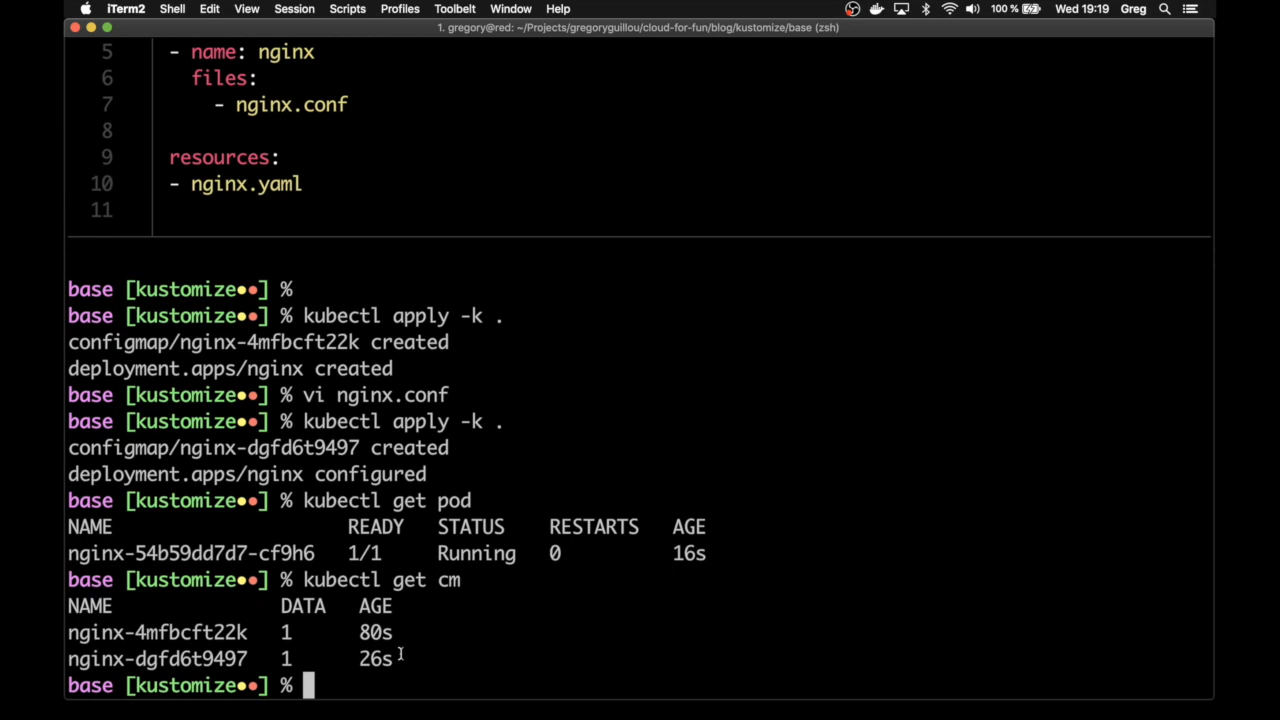 iTerm2 Shell Edit View Session Scripts Profiles Toolbelt Window Help 100 % Wed 19:19 Greg
1. gregory@red: ~/Projects/gregoryguillou/cloud-for-fun/blog/kustomize/base (zsh)
5 - name: nginx
6 files:
7 - nginx.conf
8
9 resources:
10 - nginx.yaml
11
base [kustomize••] %
base [kustomize••] % kubectl apply -k .
configmap/nginx-4mfbcft22k created
deployment.apps/nginx created
base [kustomize••] % vi nginx.conf
base [kustomize••] % kubectl apply -k .
configmap/nginx-dgfd6t9497 created
deployment.apps/nginx configured
base [kustomize••] % kubectl get pod
NAME READY STATUS RESTARTS AGE
nginx-54b59dd7d7-cf9h6 1/1 Running 0 16s
base [kustomize••] % kubectl get cm
NAME DATA AGE
nginx-4mfbcft22k 1 80s
nginx-dgfd6t9497 1 26s
base [kustomize••] %